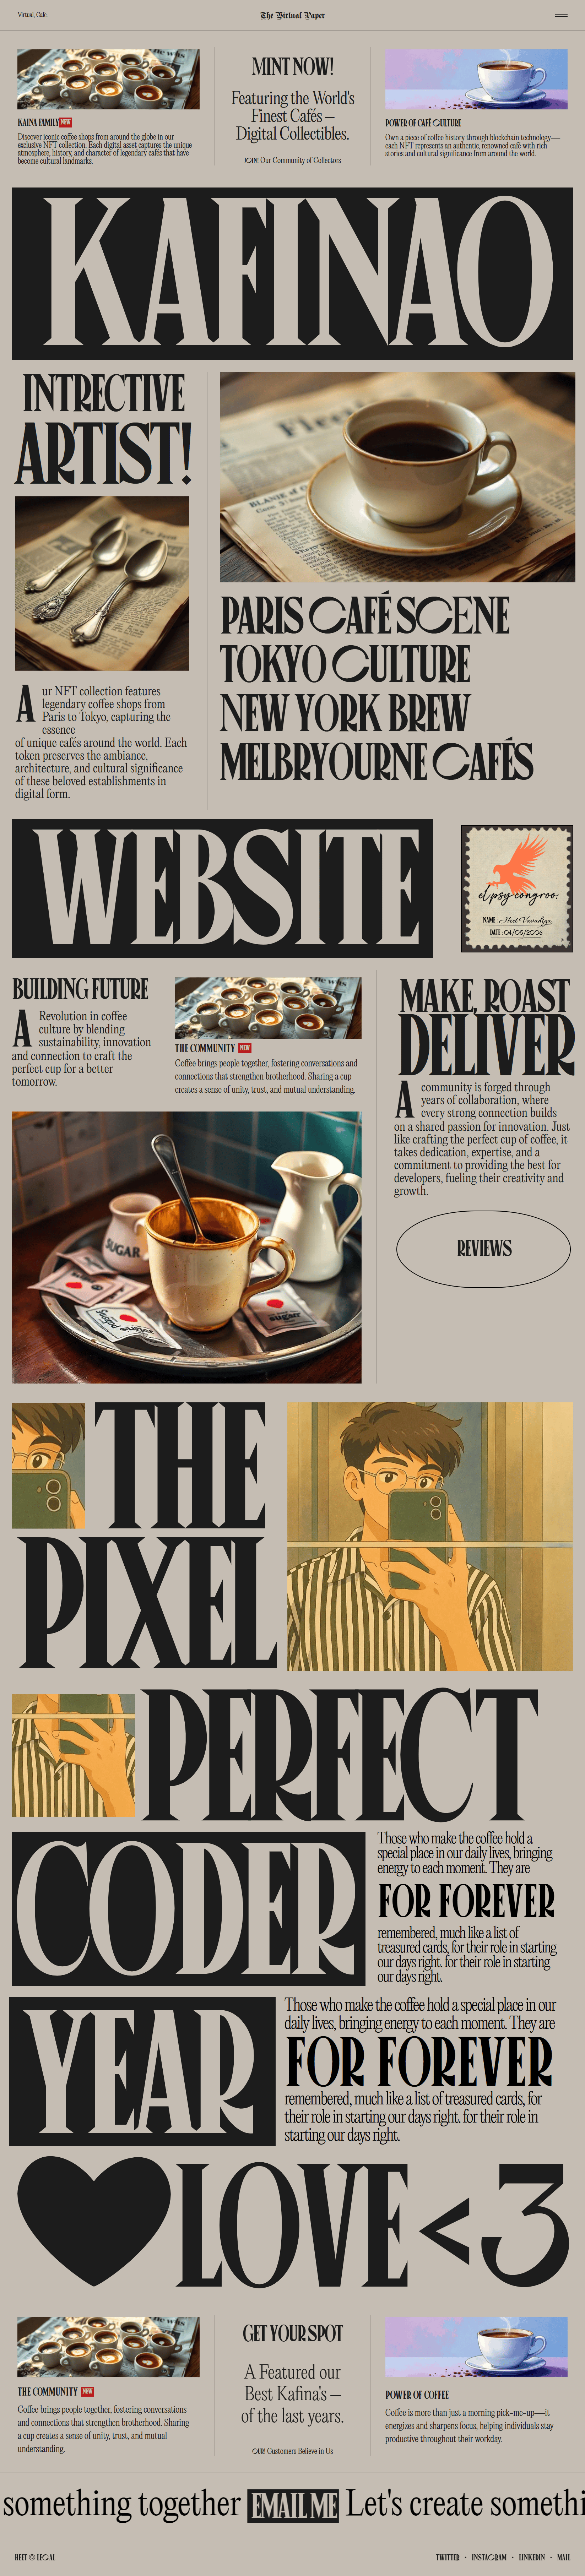 Virtual, Cafe.
The Virtual Paper
KAINA FAMILY NEW
Discover iconic coffee shops from around the globe in our
exclusive NFT collection. Each digital asset captures the unique
atmosphere, history, and character of legendary cafés that have
become cultural landmarks.
MINT NOW!
Featuring the World's
Finest Cafés —
Digital Collectibles.
JOIN! Our Community of Collectors
POWER OF CAFÉ CULTURE
Own a piece of coffee history through blockchain technology—
each NFT represents an authentic, renowned café with rich
stories and cultural significance from around the world.
KAFINAO
INTRECTIVE
ARTIST!
A ur NFT collection features
legendary coffee shops from
Paris to Tokyo, capturing the
essence
of unique cafés around the world. Each
token preserves the ambiance,
architecture, and cultural significance
of these beloved establishments in
digital form.
PARIS CAFÉ SCENE
TOKYO CULTURE
NEW YORK BREW
MELBRYOURNE CAFÉS
WEBSITE
el psy congroo.
NAME: Heet Vavadiya
DATE: 04/05/2006
BUILDING FUTURE
A Revolution in coffee
culture by blending
sustainability, innovation
and connection to craft the
perfect cup for a better
tomorrow.
THE COMMUNITY NEW
Coffee brings people together, fostering conversations and
connections that strengthen brotherhood. Sharing a cup
creates a sense of unity, trust, and mutual understanding.
MAKE, ROAST
DELIVER
A community is forged through
years of collaboration, where
every strong connection builds
on a shared passion for innovation. Just
like crafting the perfect cup of coffee, it
takes dedication, expertise, and a
commitment to providing the best for
developers, fueling their creativity and
growth.
REVIEWS
SUGAR
sugar
THE
PIXEL
PERFECT
CODER
Those who make the coffee hold a
special place in our daily lives, bringing
energy to each moment. They are
FOR FOREVER
remembered, much like a list of
treasured cards, for their role in starting
our days right. for their role in starting
our days right.
YEAR
Those who make the coffee hold a special place in our
daily lives, bringing energy to each moment. They are
FOR FOREVER
remembered, much like a list of treasured cards, for
their role in starting our days right. for their role in
starting our days right.
LOVE <3
THE COMMUNITY NEW
Coffee brings people together, fostering conversations
and connections that strengthen brotherhood. Sharing
a cup creates a sense of unity, trust, and mutual
understanding.
GET YOUR SPOT
A Featured our
Best Kafina's —
of the last years.
OUR! Customers Believe in Us
POWER OF COFFEE
Coffee is more than just a morning pick-me-up—it
energizes and sharpens focus, helping individuals stay
productive throughout their workday.
something together EMAIL ME Let's create somethi
HEET © LEGAL
TWITTER • INSTAGRAM • LINKEDIN • MAIL